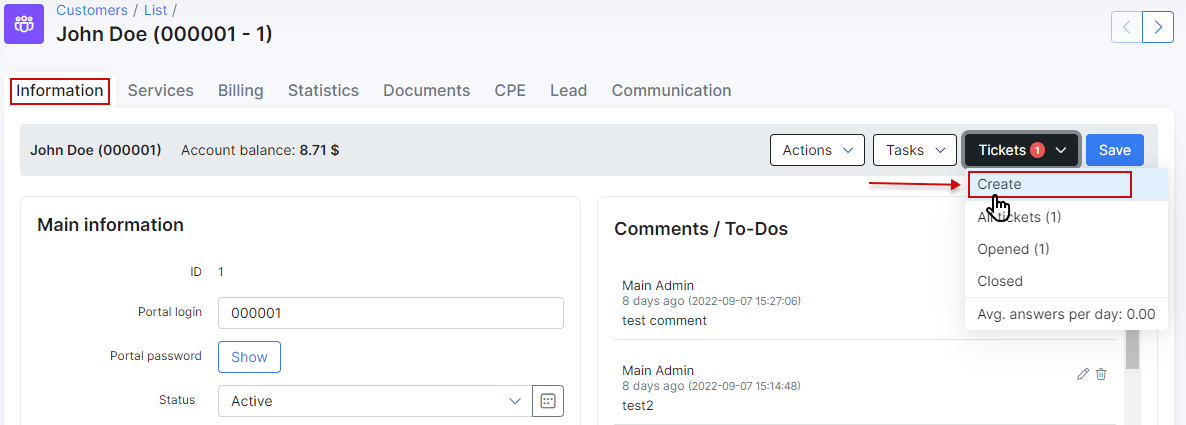 Customers / List /
John Doe (000001 - 1)
Information Services Billing Statistics Documents CPE Lead Communication
John Doe (000001) Account balance: 8.71 $ Actions Tasks Tickets 1 Save
Create
All tickets (1)
Opened (1)
Closed
Avg. answers per day: 0.00
Main information
ID 1
Portal login 000001
Portal password Show
Status Active
Comments / To-Dos
Main Admin
8 days ago (2022-09-07 15:27:06)
test comment
Main Admin
8 days ago (2022-09-07 15:14:48)
test2